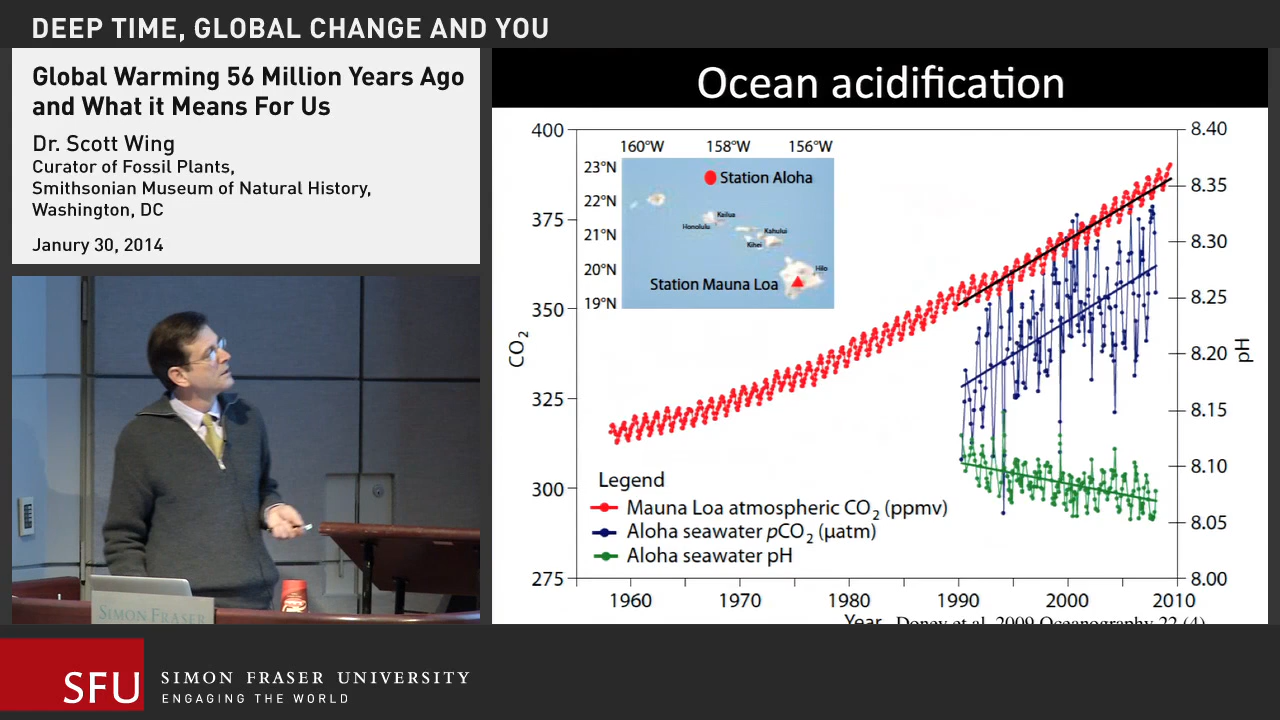 DEEP TIME, GLOBAL CHANGE AND YOU
Global Warming 56 Million Years Ago
and What it Means For Us
Dr. Scott Wing
Curator of Fossil Plants,
Smithsonian Museum of Natural History,
Washington, DC
Janury 30, 2014
Ocean acidification
400
375
350
325
300
275
CO2
160°W 158°W 156°W
23°N
22°N
21°N
20°N
19°N
Station Aloha
Kailua
Honolulu
Kahului
Kihei
Hilo
Station Mauna Loa
8.40
8.35
8.30
8.25
8.20
8.15
8.10
8.05
8.00
pH
Legend
Mauna Loa atmospheric CO2 (ppmv)
Aloha seawater pCO2 (µatm)
Aloha seawater pH
1960 1970 1980 1990 2000 2010
Year Doney et al. 2009 Oceanography 22 (4)
SIMON FRASER
SFU
SIMON FRASER UNIVERSITY
ENGAGING THE WORLD